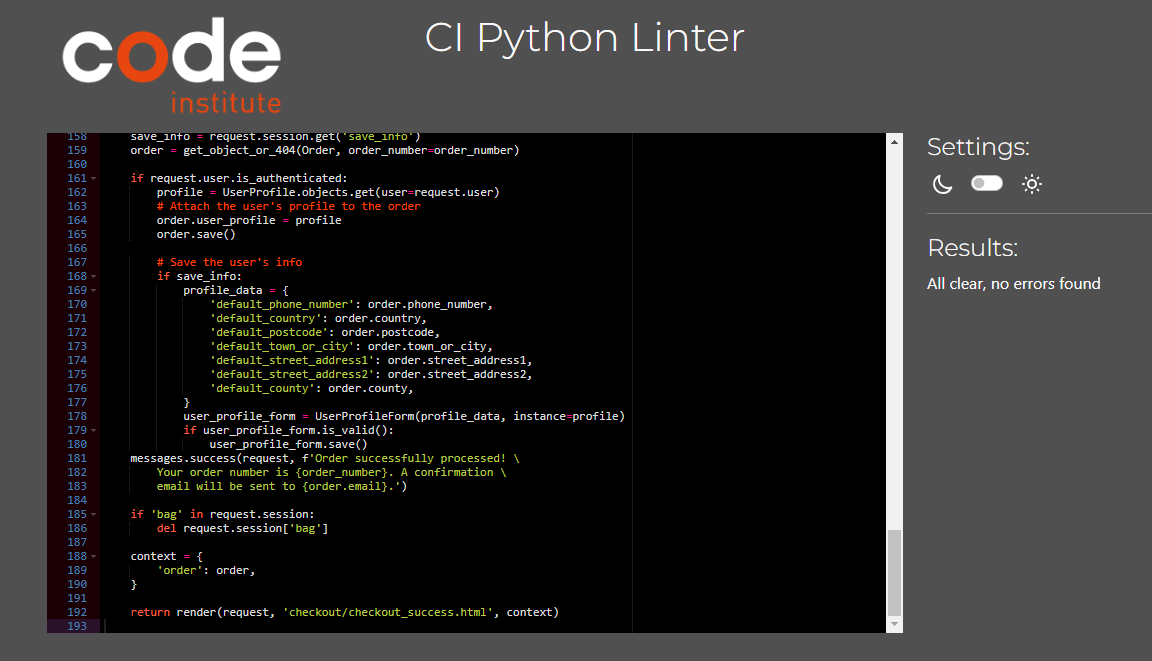 code
institute
CI Python Linter
158 save_info = request.session.get('save_info')
159 order = get_object_or_404(Order, order_number=order_number)
160
161 if request.user.is_authenticated:
162 profile = UserProfile.objects.get(user=request.user)
163 # Attach the user's profile to the order
164 order.user_profile = profile
165 order.save()
166
167 # Save the user's info
168 if save_info:
169 profile_data = {
170 'default_phone_number': order.phone_number,
171 'default_country': order.country,
172 'default_postcode': order.postcode,
173 'default_town_or_city': order.town_or_city,
174 'default_street_address1': order.street_address1,
175 'default_street_address2': order.street_address2,
176 'default_county': order.county,
177 }
178 user_profile_form = UserProfileForm(profile_data, instance=profile)
179 if user_profile_form.is_valid():
180 user_profile_form.save()
181 messages.success(request, f'Order successfully processed! \
182 Your order number is {order_number}. A confirmation \
183 email will be sent to {order.email}.')
184
185 if 'bag' in request.session:
186 del request.session['bag']
187
188 context = {
189 'order': order,
190 }
191
192 return render(request, 'checkout/checkout_success.html', context)
193
Settings:
Results:
All clear, no errors found